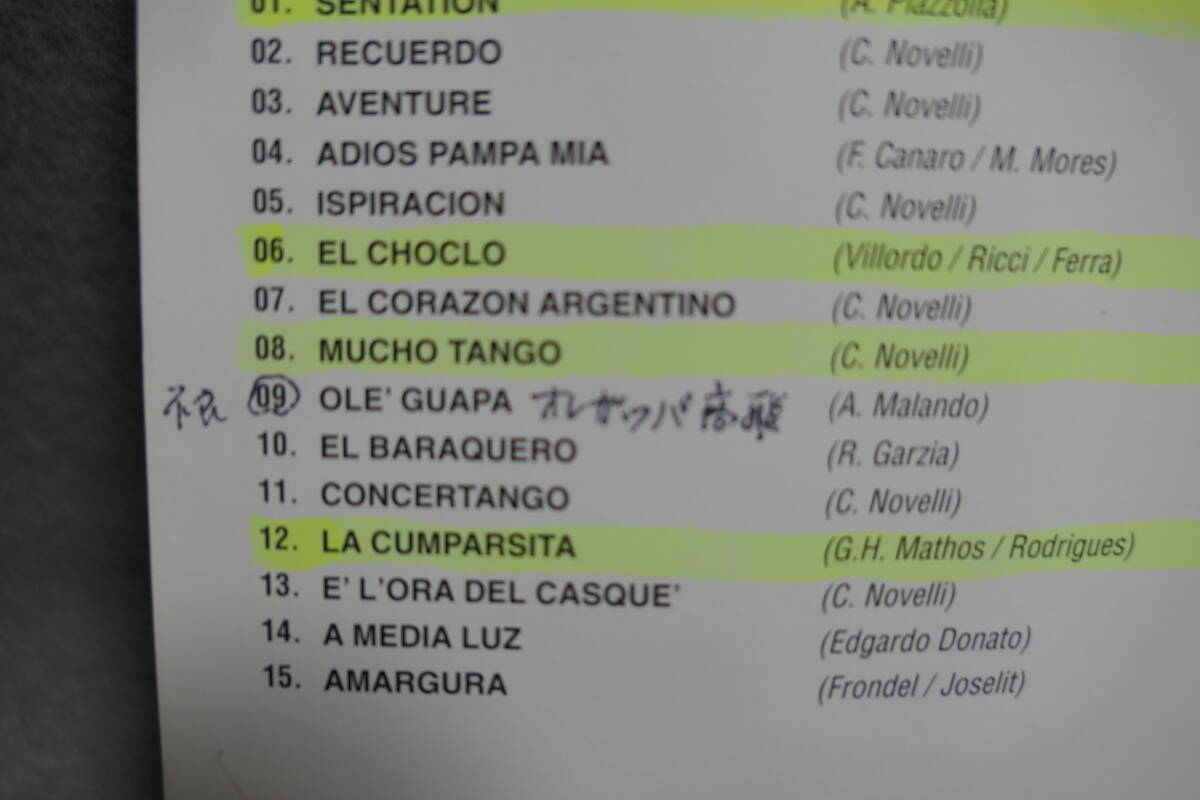 01. SENTATION (A. Piazzolla)
02. RECUERDO (C. Novelli)
03. AVENTURE (C. Novelli)
04. ADIOS PAMPA MIA (F. Canaro / M. Mores)
05. ISPIRACION (C. Novelli)
06. EL CHOCLO (Villordo / Ricci / Ferra)
07. EL CORAZON ARGENTINO (C. Novelli)
08. MUCHO TANGO (C. Novelli)
09 OLE' GUAPA オレガッパ (A. Malando)
10. EL BARAQUERO (R. Garzia)
11. CONCERTANGO (C. Novelli)
12. LA CUMPARSITA (G.H. Mathos / Rodrigues)
13. E' L'ORA DEL CASQUE' (C. Novelli)
14. A MEDIA LUZ (Edgardo Donato)
15. AMARGURA (Frondel / Joselit)